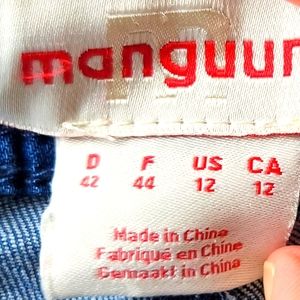 manguun
D F US CA
42 44 12 12
Made in China
Fabriqué en Chine
Gemaakt in China